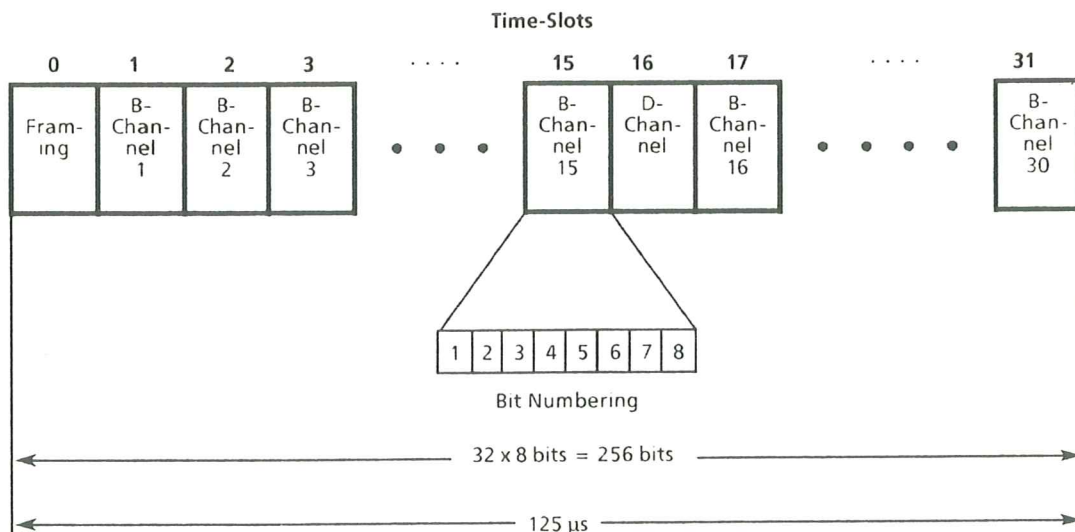 Time-Slots
0 1 2 3 · · · · 15 16 17 · · · · 31
Fram-
ing
B-
Chan-
nel
1
B-
Chan-
nel
2
B-
Chan-
nel
3
B-
Chan-
nel
15
D-
Chan-
nel
B-
Chan-
nel
16
B-
Chan-
nel
30
1 2 3 4 5 6 7 8
Bit Numbering
32 x 8 bits = 256 bits
125 μs